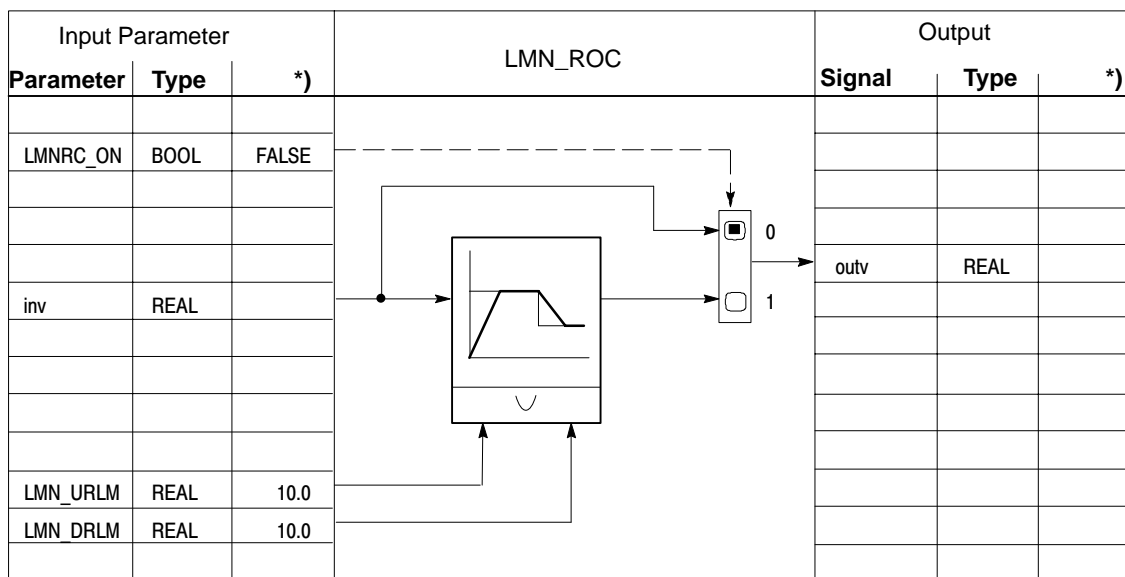 Input Parameter LMN_ROC Output
Parameter Type *) Signal Type *)
LMNRC_ON BOOL FALSE
0
outv REAL
inv REAL 1
LMN_URLM REAL 10.0
LMN_DRLM REAL 10.0